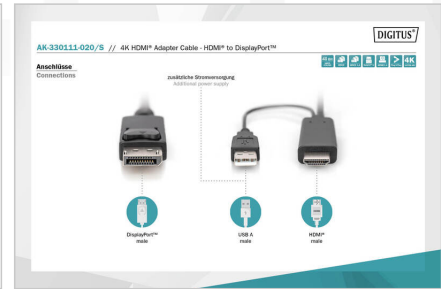 DIGITUS®
AK-330111-020/S // 4K HDMI® Adapter Cable - HDMI® to DisplayPort™
4K
Anschlüsse
Connections
zusätzliche Stromversorgung
Additional power supply
DisplayPort™
male
USB A
male
HDMI®
male